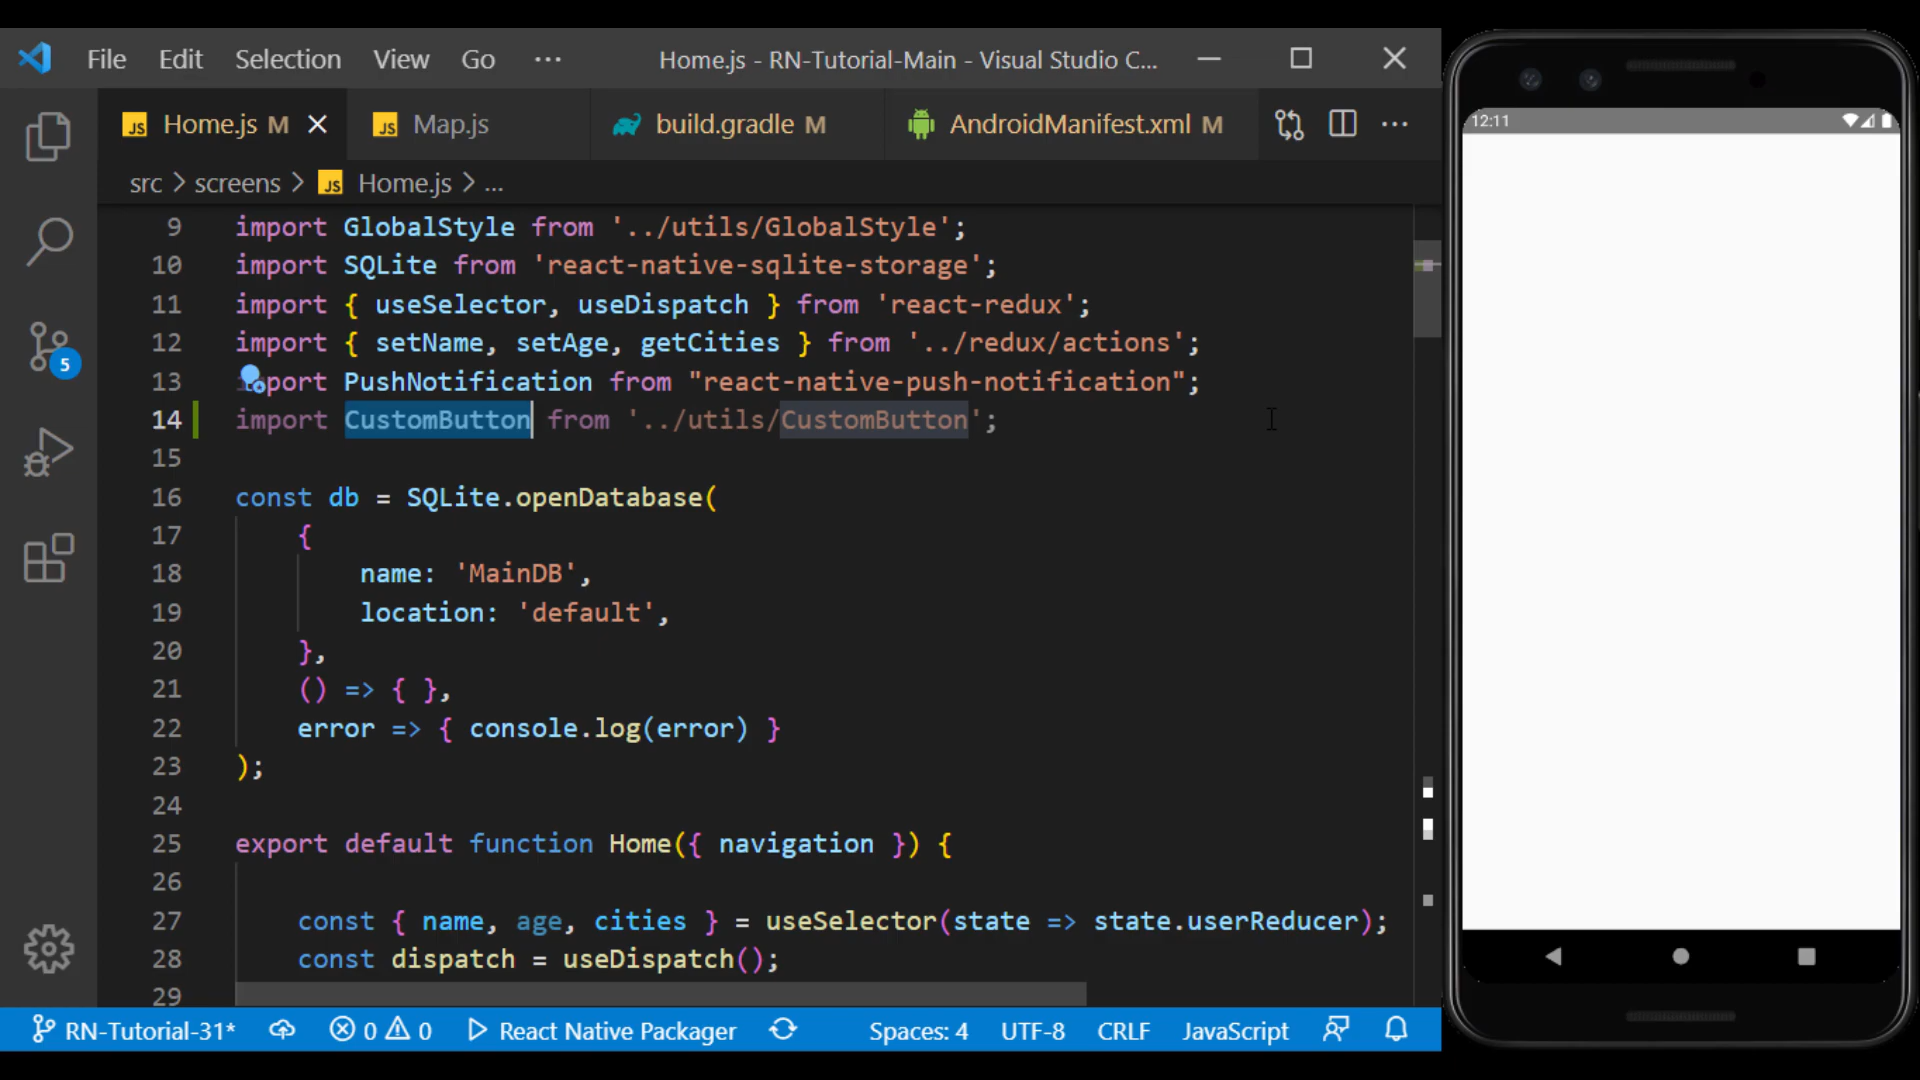 File Edit Selection View Go ··· Home.js - RN-Tutorial-Main - Visual Studio C...
JS Home.js M JS Map.js build.gradle M AndroidManifest.xml M
12:11
src > screens > JS Home.js > ...
9 import GlobalStyle from '../utils/GlobalStyle';
10 import SQLite from 'react-native-sqlite-storage';
11 import { useSelector, useDispatch } from 'react-redux';
12 import { setName, setAge, getCities } from '../redux/actions';
13 import PushNotification from "react-native-push-notification";
14 import CustomButton from '../utils/CustomButton';
15
16 const db = SQLite.openDatabase(
17 {
18 name: 'MainDB',
19 location: 'default',
20 },
21 () => { },
22 error => { console.log(error) }
23 );
24
25 export default function Home({ navigation }) {
26
27 const { name, age, cities } = useSelector(state => state.userReducer);
28 const dispatch = useDispatch();
29
5
RN-Tutorial-31* 0 0 React Native Packager Spaces: 4 UTF-8 CRLF JavaScript